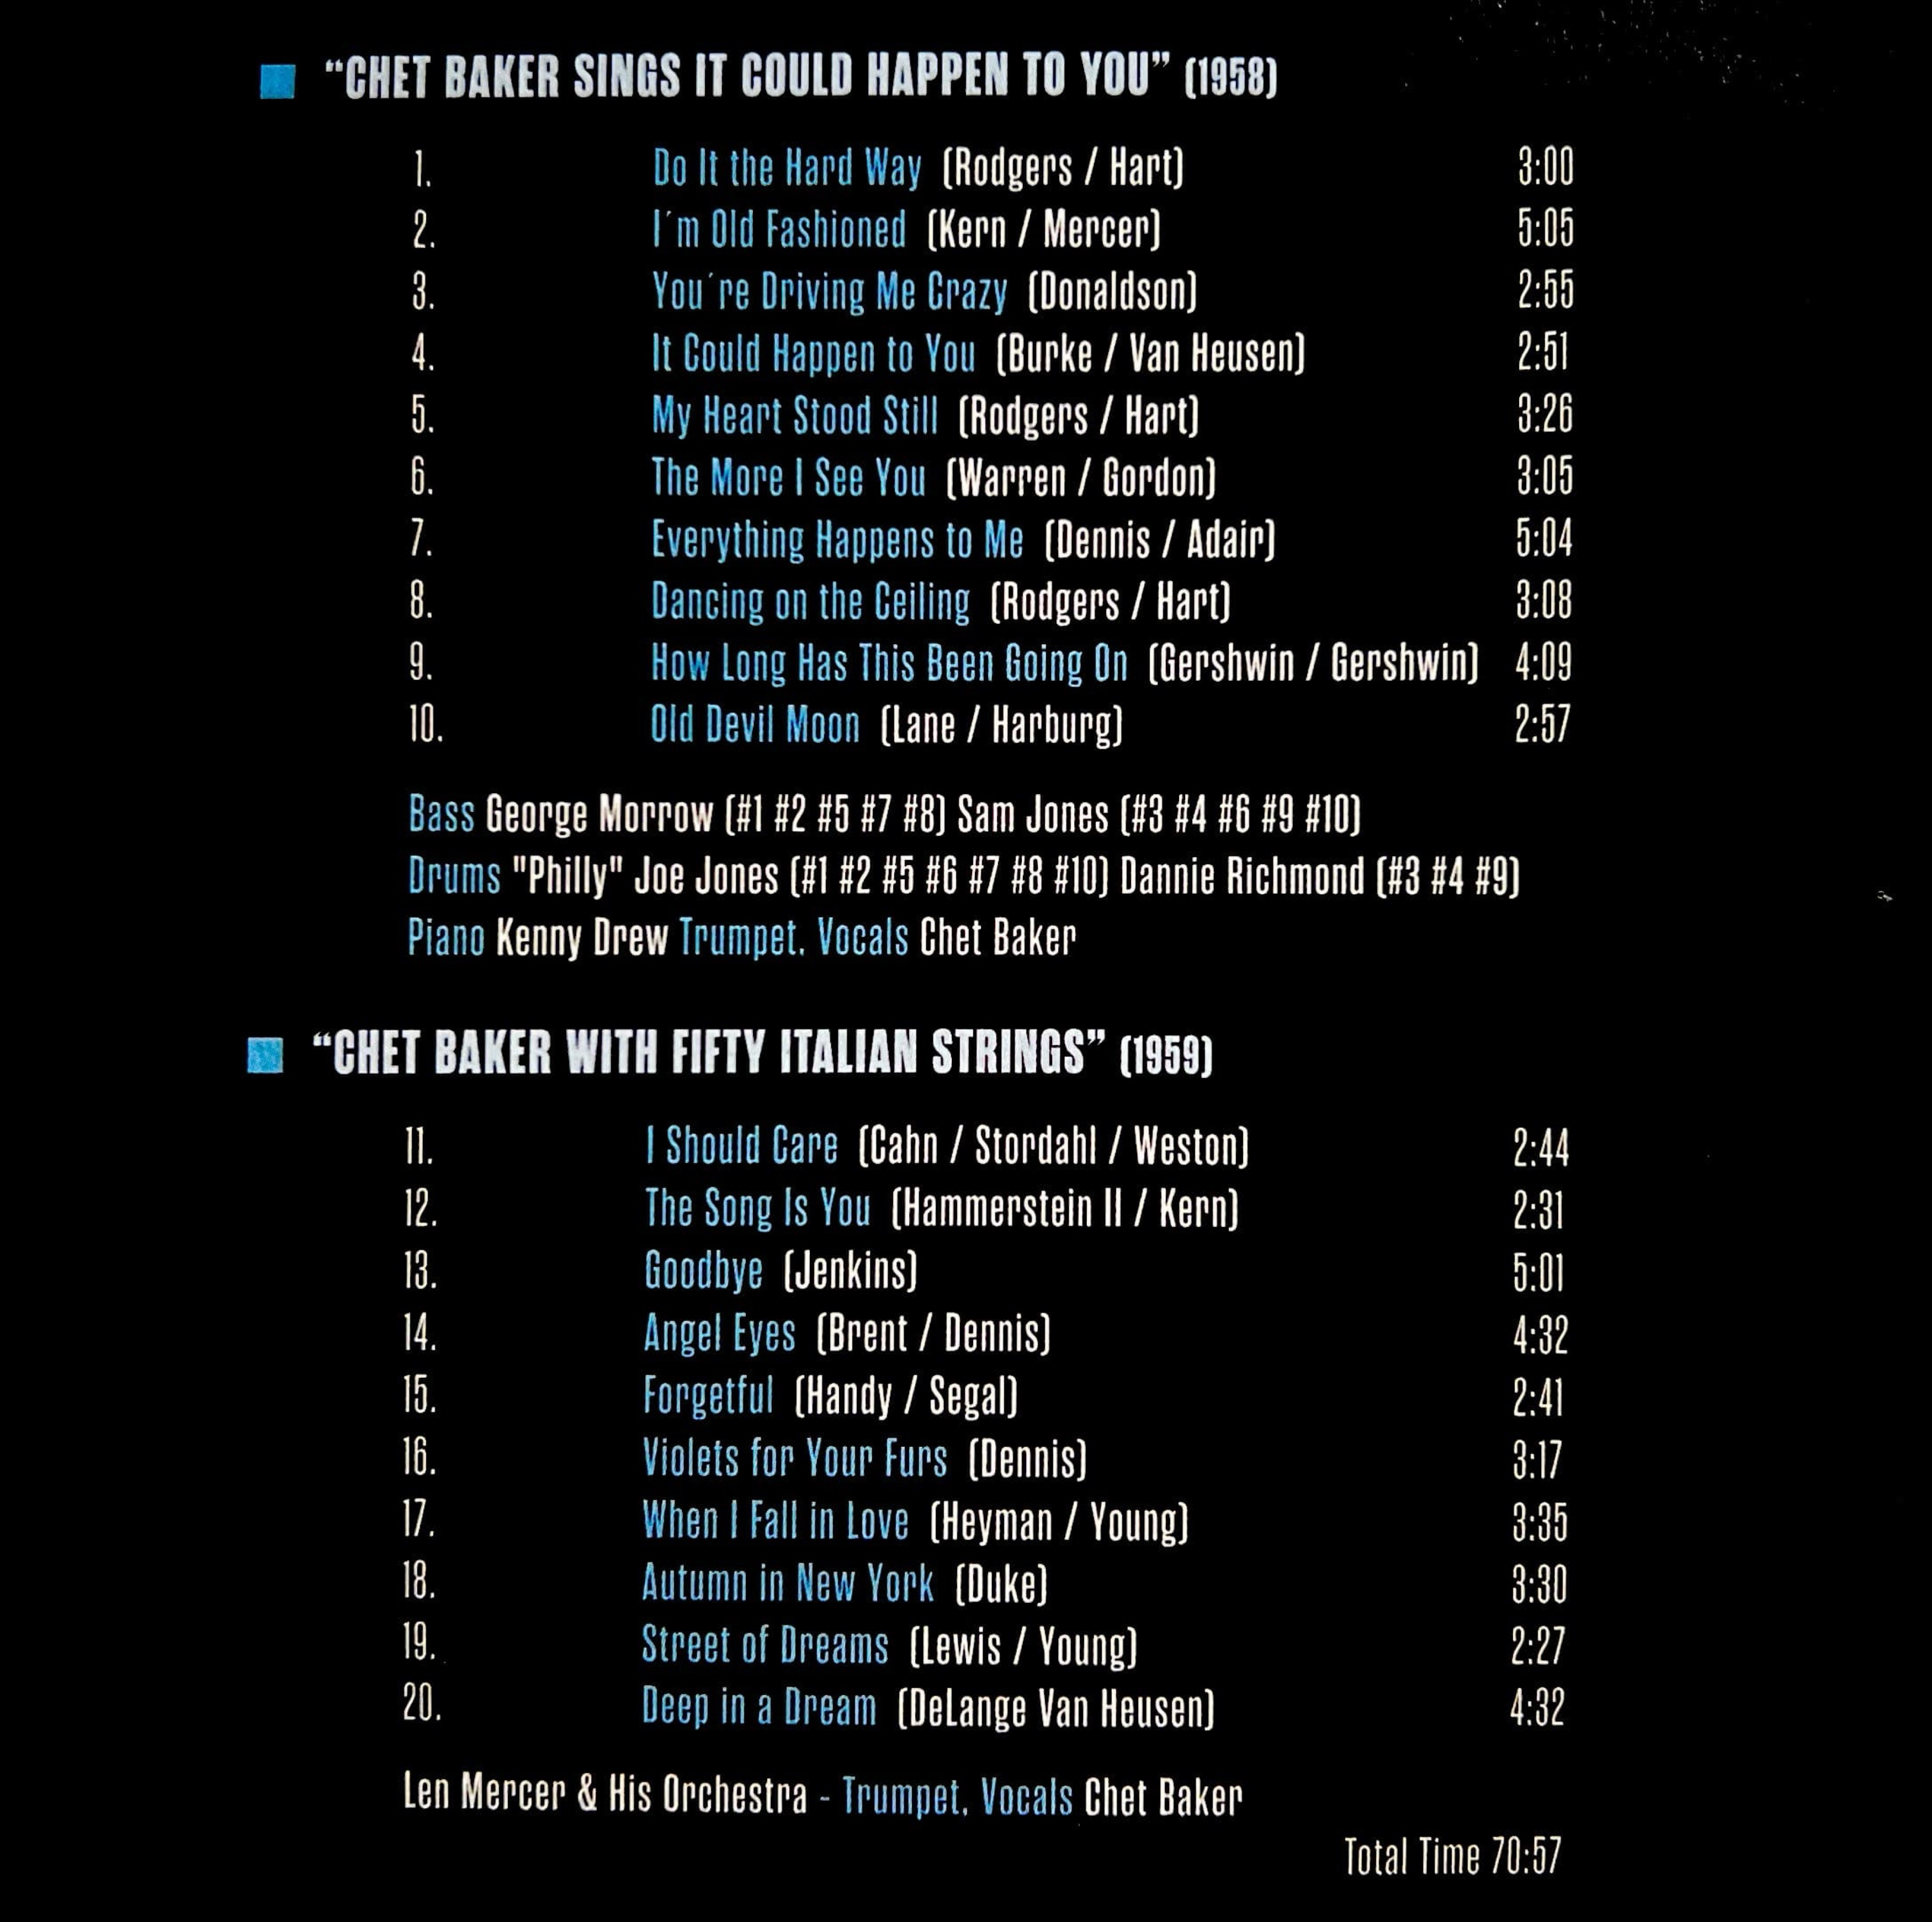 “CHET BAKER SINGS IT COULD HAPPEN TO YOU” (1958)
1. Do It the Hard Way (Rodgers / Hart) 3:00
2. I´m Old Fashioned (Kern / Mercer) 5:05
3. You´re Driving Me Crazy (Donaldson) 2:55
4. It Could Happen to You (Burke / Van Heusen) 2:51
5. My Heart Stood Still (Rodgers / Hart) 3:26
6. The More I See You (Warren / Gordon) 3:05
7. Everything Happens to Me (Dennis / Adair) 5:04
8. Dancing on the Ceiling (Rodgers / Hart) 3:08
9. How Long Has This Been Going On (Gershwin / Gershwin) 4:09
10. Old Devil Moon (Lane / Harburg) 2:57
Bass George Morrow (#1 #2 #5 #7 #8) Sam Jones (#3 #4 #6 #9 #10)
Drums "Philly" Joe Jones (#1 #2 #5 #6 #7 #8 #10) Dannie Richmond (#3 #4 #9)
Piano Kenny Drew Trumpet, Vocals Chet Baker
“CHET BAKER WITH FIFTY ITALIAN STRINGS” (1959)
11. I Should Care (Cahn / Stordahl / Weston) 2:44
12. The Song Is You (Hammerstein II / Kern) 2:31
13. Goodbye (Jenkins) 5:01
14. Angel Eyes (Brent / Dennis) 4:32
15. Forgetful (Handy / Segal) 2:41
16. Violets for Your Furs (Dennis) 3:17
17. When I Fall in Love (Heyman / Young) 3:35
18. Autumn in New York (Duke) 3:30
19. Street of Dreams (Lewis / Young) 2:27
20. Deep in a Dream (DeLange Van Heusen) 4:32
Len Mercer & His Orchestra - Trumpet, Vocals Chet Baker
Total Time 70:57